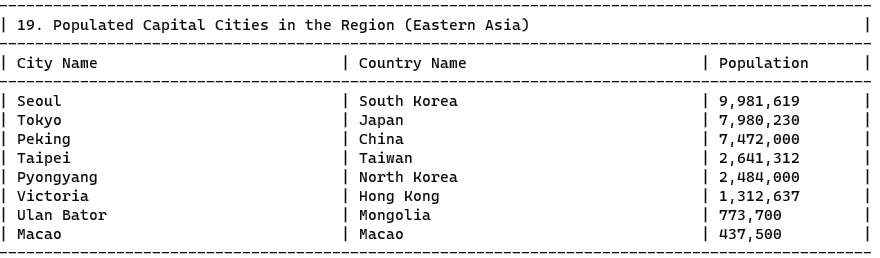 19. Populated Capital Cities in the Region (Eastern Asia)
| City Name | Country Name | Population |
| Seoul | South Korea | 9,981,619 |
| Tokyo | Japan | 7,980,230 |
| Peking | China | 7,472,000 |
| Taipei | Taiwan | 2,641,312 |
| Pyongyang | North Korea | 2,484,000 |
| Victoria | Hong Kong | 1,312,637 |
| Ulan Bator | Mongolia | 773,700 |
| Macao | Macao | 437,500 |